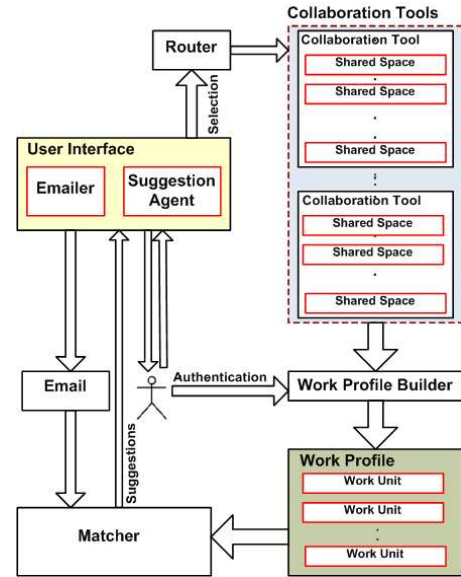 Collaboration Tools
Router
Collaboration Tool
Shared Space
Shared Space
Shared Space
Selection
User Interface
Emailer
Suggestion
Agent
Collaboration Tool
Shared Space
Shared Space
Shared Space
Email
Authentication
Work Profile Builder
Suggestions
Work Profile
Work Unit
Work Unit
Work Unit
Matcher